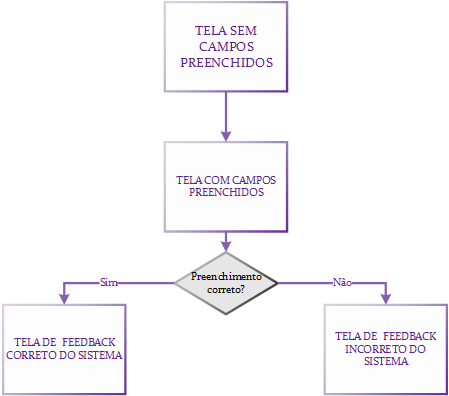 TELA SEM
CAMPOS
PREENCHIDOS
TELA COM CAMPOS
PREENCHIDOS
Preenchimento
correto?
Sim
Não
TELA DE FEEDBACK
CORRETO DO SISTEMA
TELA DE FEEDBACK
INCORRETO DO
SISTEMA